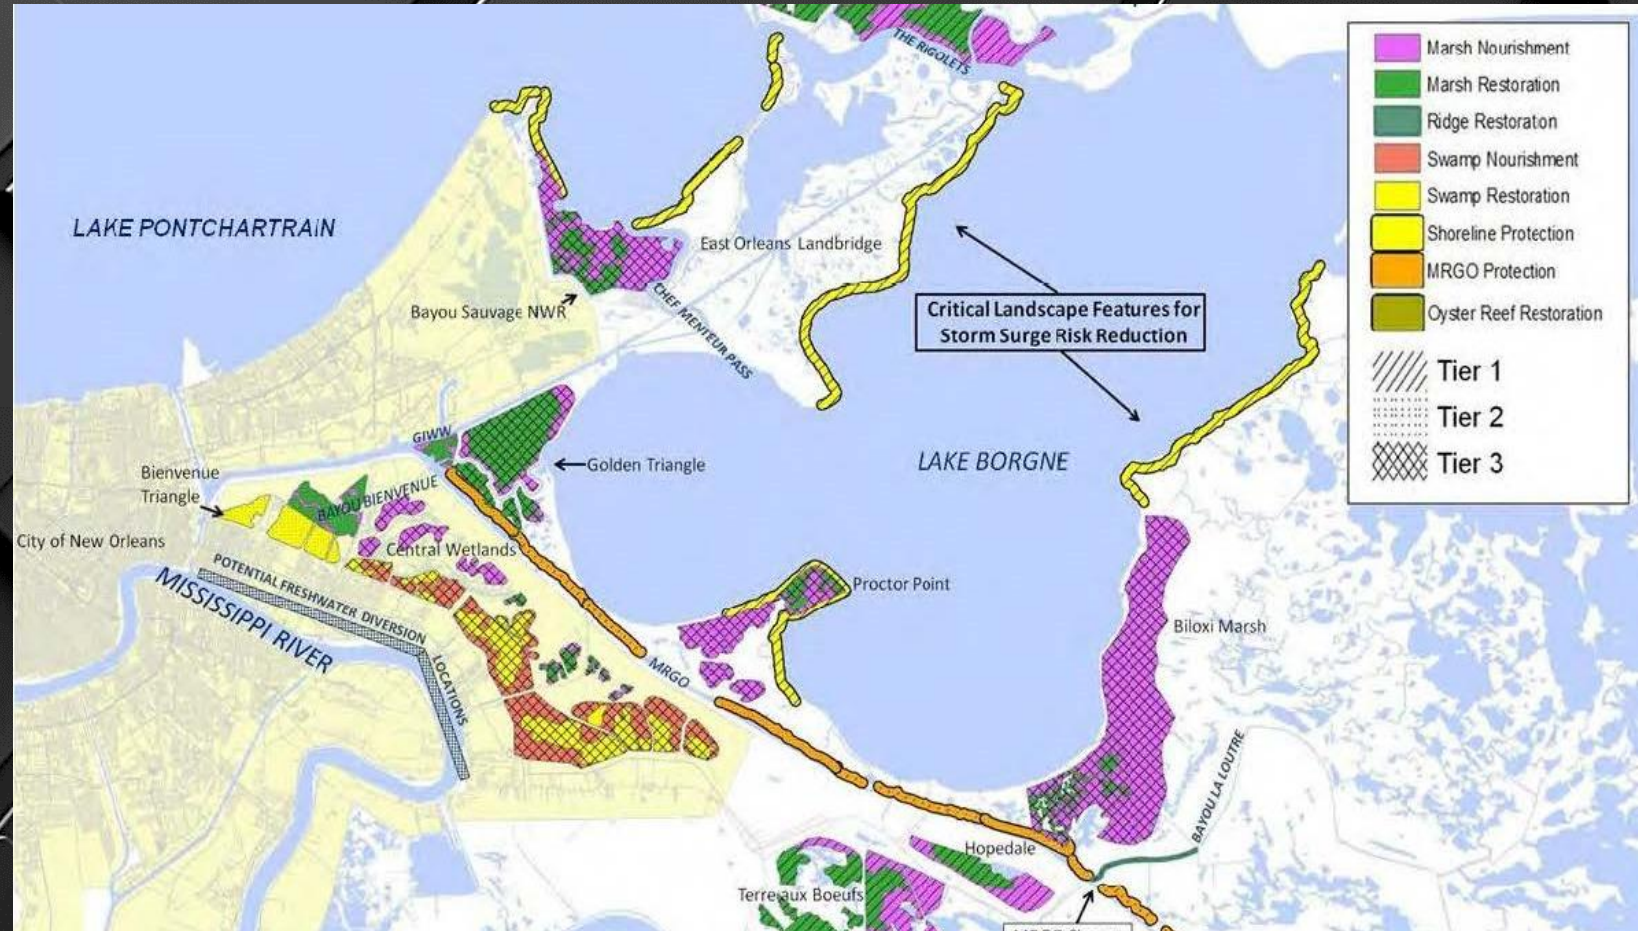 THE RIGOLETS
LAKE PONTCHARTRAIN
East Orleans Landbridge
Bayou Sauvage NWR
CHEF MENTEUR PASS
Critical Landscape Features for
Storm Surge Risk Reduction
GIWW
Golden Triangle
LAKE BORGNE
Bienvenue
Triangle
BAYOU BIENVENUE
City of New Orleans
Central Wetlands
POTENTIAL FRESHWATER DIVERSION
LOCATIONS
MISSISSIPPI RIVER
Proctor Point
Biloxi Marsh
MRGO
BAYOU LA LOUTRE
Hopedale
Terre aux Boeufs
Marsh Nourishment
Marsh Restoration
Ridge Restoration
Swamp Nourishment
Swamp Restoration
Shoreline Protection
MRGO Protection
Oyster Reef Restoration
Tier 1
Tier 2
Tier 3